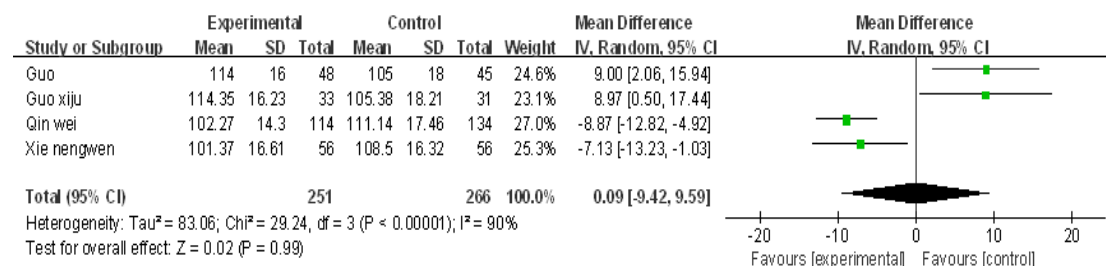 Experimental Control Mean Difference Mean Difference
Study or Subgroup Mean SD Total Mean SD Total Weight IV, Random, 95% CI IV, Random, 95% CI
Guo 114 16 48 105 18 45 24.6% 9.00 [2.06, 15.94]
Guo xiju 114.35 16.23 33 105.38 18.21 31 23.1% 8.97 [0.50, 17.44]
Qin wei 102.27 14.3 114 111.14 17.46 134 27.0% -8.87 [-12.82, -4.92]
Xie nengwen 101.37 16.61 56 108.5 16.32 56 25.3% -7.13 [-13.23, -1.03]
Total (95% CI) 251 266 100.0% 0.09 [-9.42, 9.59]
Heterogeneity: Tau² = 83.06; Chi² = 29.24, df = 3 (P < 0.00001); I² = 90%
Test for overall effect: Z = 0.02 (P = 0.99)
-20 -10 0 10 20
Favours [experimental] Favours [control]